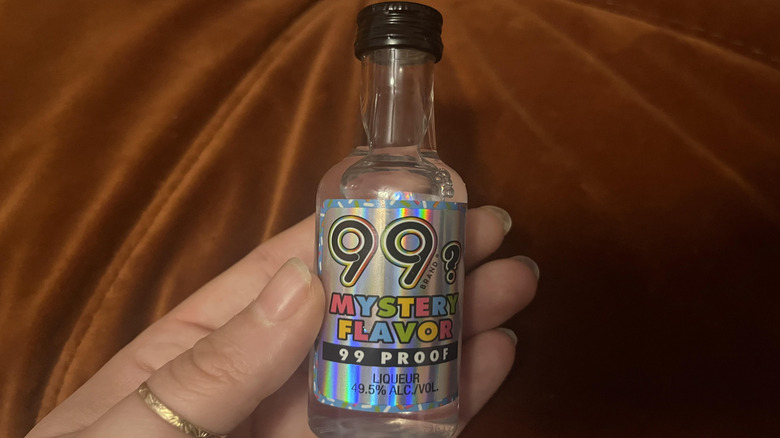 99 BRAND ?
MYSTERY
FLAVOR
99 PROOF
LIQUEUR
49.5% ALC./VOL.